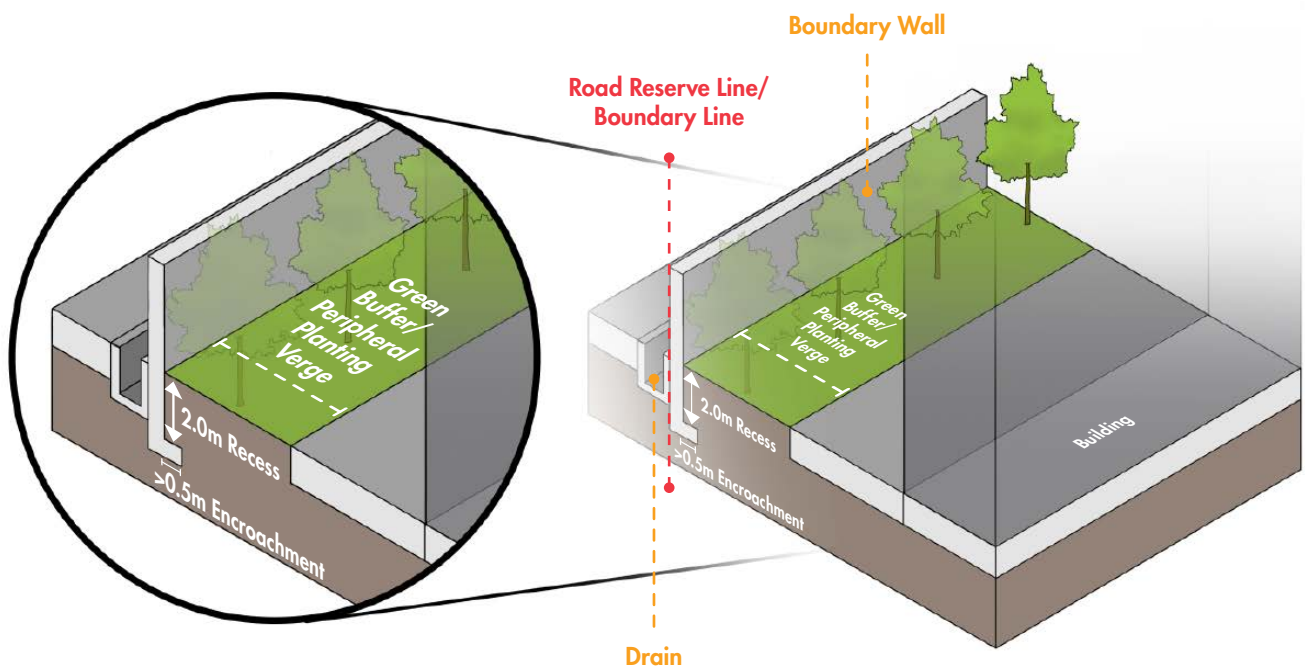 Boundary Wall
Road Reserve Line/
Boundary Line
Green
Buffer/
Peripheral
Planting
Verge
2.0m Recess
>0.5m Encroachment
Green
Buffer/
Peripheral
Planting
Verge
2.0m Recess
>0.5m Encroachment
Building
Drain